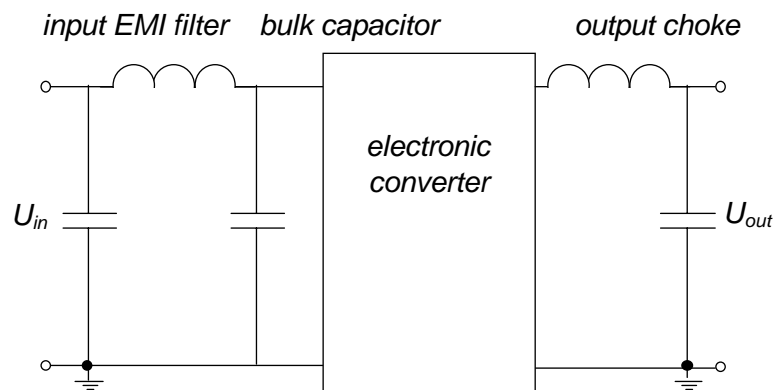 input EMI filter
bulk capacitor
output choke
electronic
converter
Uin
Uout